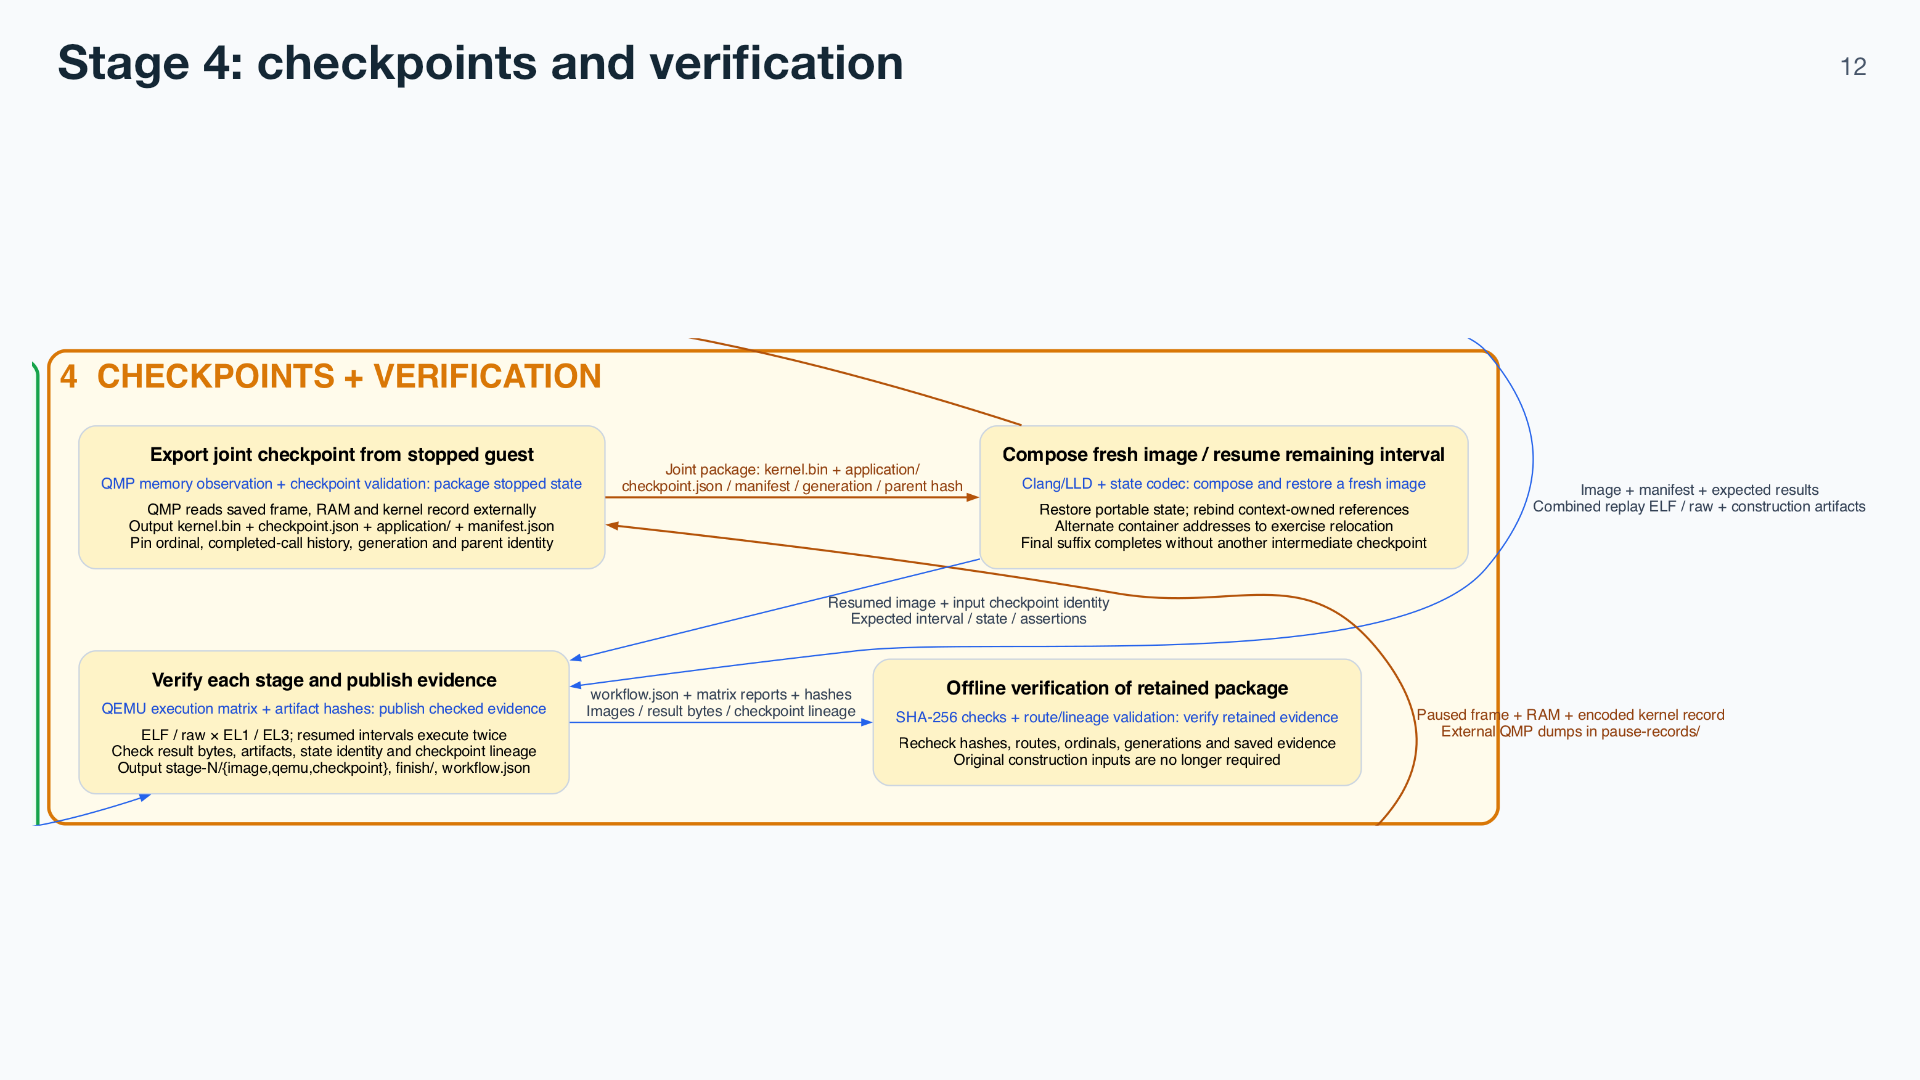 Stage 4: checkpoints and verification
12
4 CHECKPOINTS + VERIFICATION
Export joint checkpoint from stopped guest
QMP memory observation + checkpoint validation: package stopped state
QMP reads saved frame, RAM and kernel record externally
Output kernel.bin + checkpoint.json + application/ + manifest.json
Pin ordinal, completed-call history, generation and parent identity
Joint package: kernel.bin + application/
checkpoint.json / manifest / generation / parent hash
Compose fresh image / resume remaining interval
Clang/LLD + state codec: compose and restore a fresh image
Restore portable state; rebind context-owned references
Alternate container addresses to exercise relocation
Final suffix completes without another intermediate checkpoint
Image + manifest + expected results
Combined replay ELF / raw + construction artifacts
Resumed image + input checkpoint identity
Expected interval / state / assertions
Verify each stage and publish evidence
QEMU execution matrix + artifact hashes: publish checked evidence
ELF / raw × EL1 / EL3; resumed intervals execute twice
Check result bytes, artifacts, state identity and checkpoint lineage
Output stage-N/{image,qemu,checkpoint}, finish/, workflow.json
workflow.json + matrix reports + hashes
Images / result bytes / checkpoint lineage
Offline verification of retained package
SHA-256 checks + route/lineage validation: verify retained evidence
Recheck hashes, routes, ordinals, generations and saved evidence
Original construction inputs are no longer required
Paused frame + RAM + encoded kernel record
External QMP dumps in pause-records/